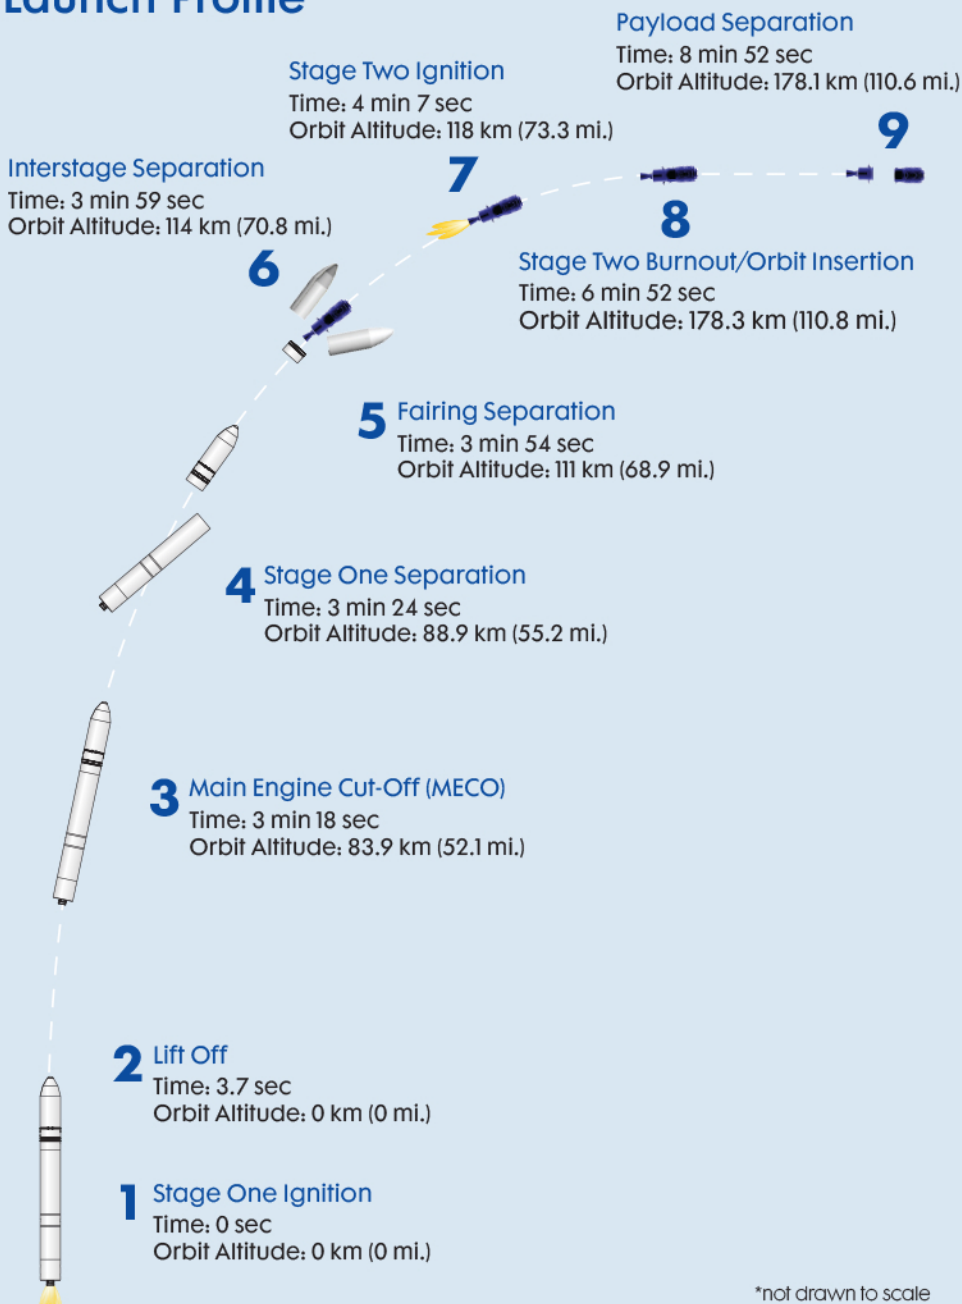 Launch Profile
Payload Separation
Time: 8 min 52 sec
Orbit Altitude: 178.1 km (110.6 mi.)
9
Stage Two Ignition
Time: 4 min 7 sec
Orbit Altitude: 118 km (73.3 mi.)
7
8
Stage Two Burnout/Orbit Insertion
Time: 6 min 52 sec
Orbit Altitude: 178.3 km (110.8 mi.)
Interstage Separation
Time: 3 min 59 sec
Orbit Altitude: 114 km (70.8 mi.)
6
5 Fairing Separation
Time: 3 min 54 sec
Orbit Altitude: 111 km (68.9 mi.)
4 Stage One Separation
Time: 3 min 24 sec
Orbit Altitude: 88.9 km (55.2 mi.)
3 Main Engine Cut-Off (MECO)
Time: 3 min 18 sec
Orbit Altitude: 83.9 km (52.1 mi.)
2 Lift Off
Time: 3.7 sec
Orbit Altitude: 0 km (0 mi.)
1 Stage One Ignition
Time: 0 sec
Orbit Altitude: 0 km (0 mi.)
*not drawn to scale